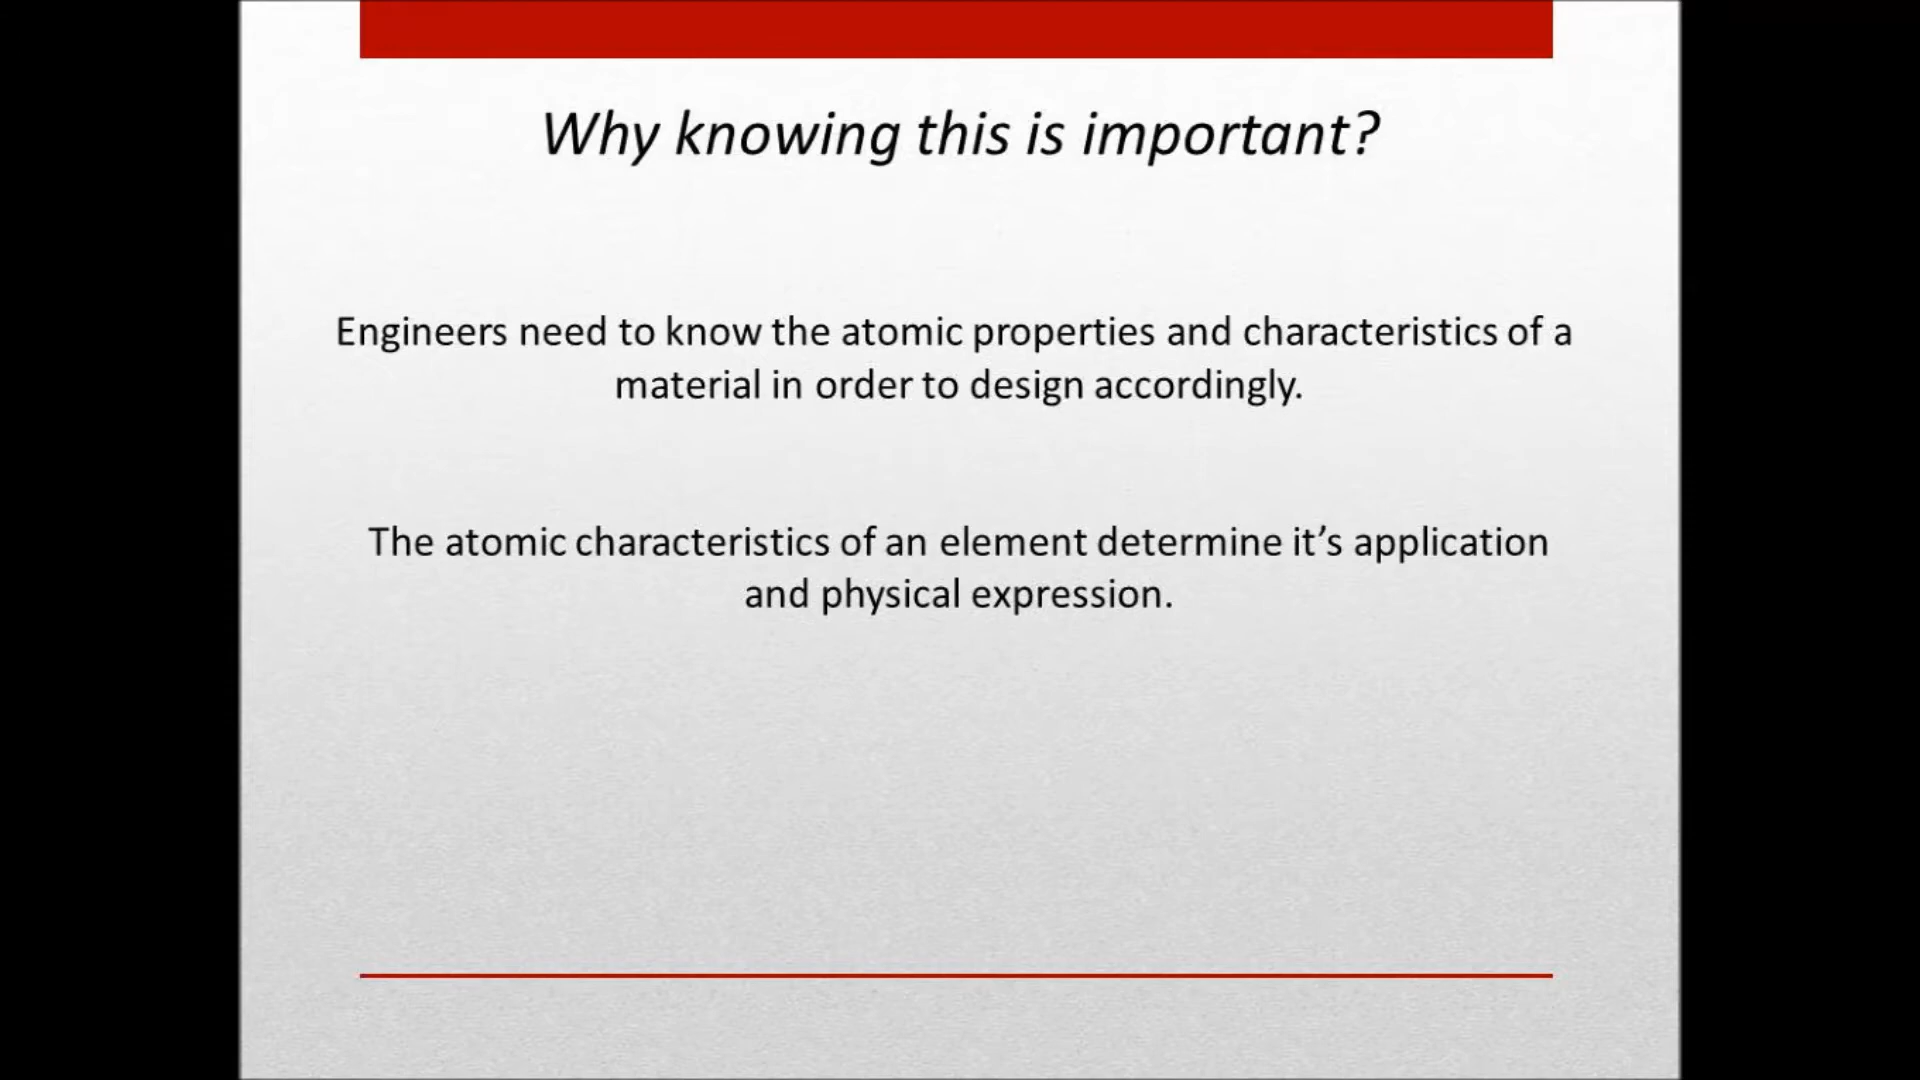 Why knowing this is important?
Engineers need to know the atomic properties and characteristics of a
material in order to design accordingly.
The atomic characteristics of an element determine it’s application
and physical expression.